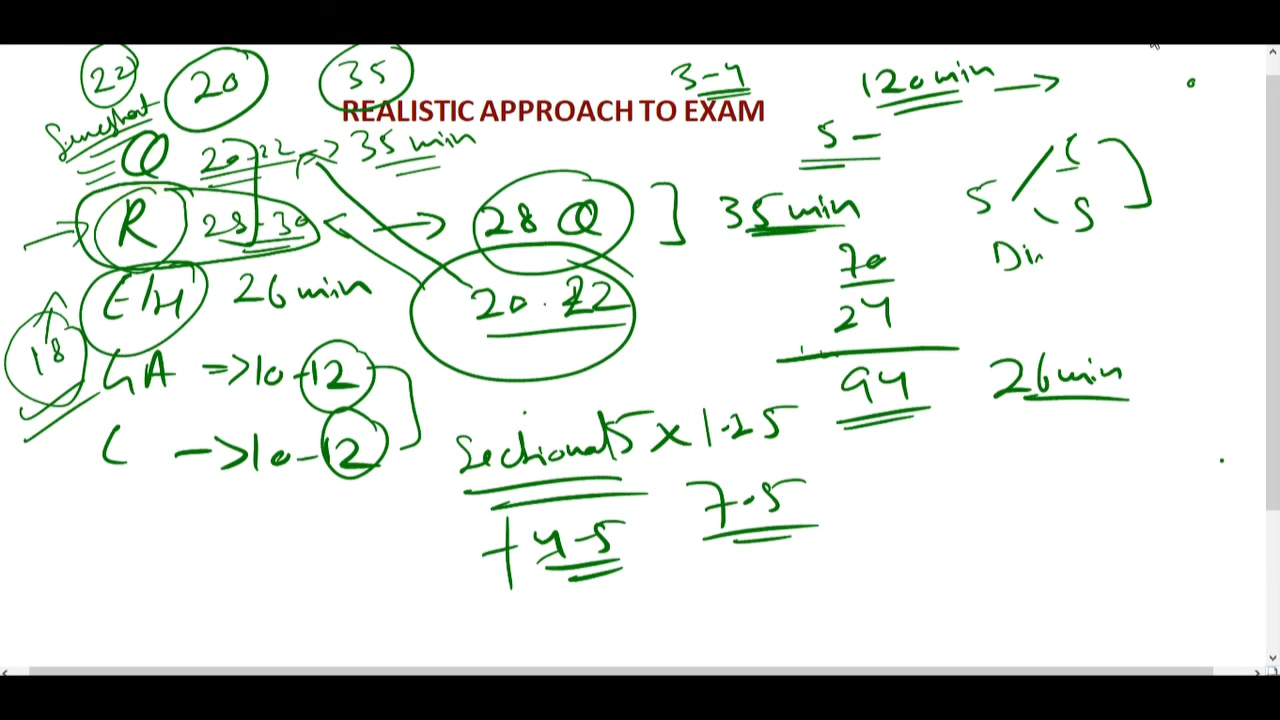 22 20 35 3-4 120 min →
REALISTIC APPROACH TO EXAM
Q 20-22 => 35 min 5 -
R 28-30 → 28 Q ] 35 min 5 C S
Di
E/H 26 min 20.22 70
24
18
GA => 10-12 94 26 min
C -> 10-12 Sectional 5 x 1.25
7.5
+ 4.5